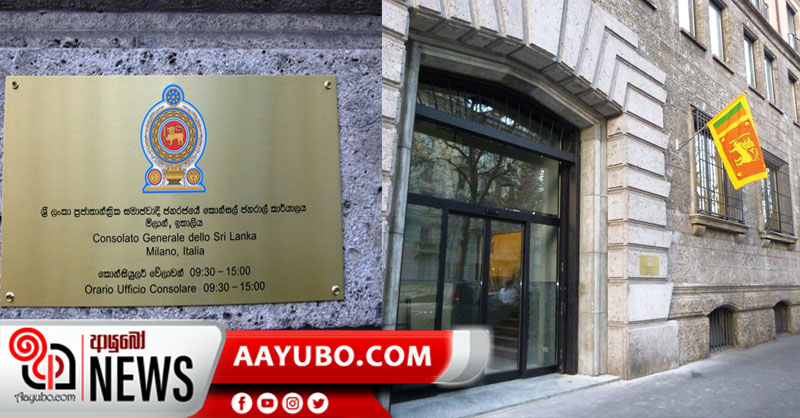 ශ්‍රී ලංකා ප්‍රජාතාන්ත්‍රික සමාජවාදී ජනරජයේ කොන්සල් ජනරාල් කාර්යාලය
මිලාන්, ඉතාලිය
Consolato Generale dello Sri Lanka
Milano, Italia
කොන්සියුලර් වේලාවන් 09:30 - 15:00
Orario Ufficio Consolare 09:30 - 15:00
Aayubo.com
ආයුබෝ
NEWS
AAYUBO.COM